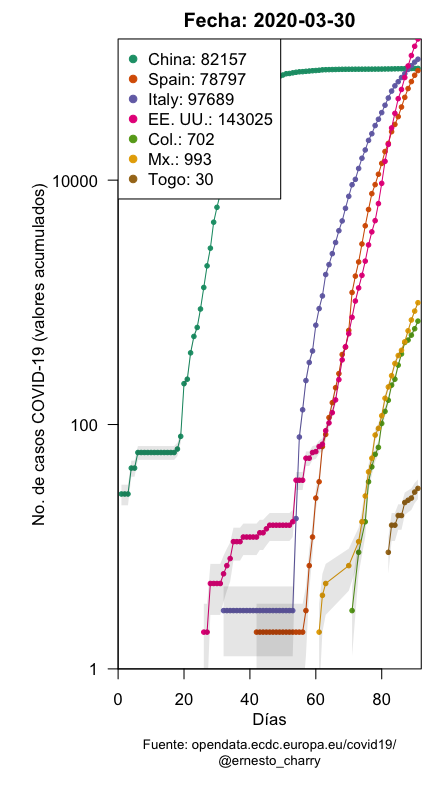 Fecha: 2020-03-30
China: 82157
Spain: 78797
Italy: 97689
EE. UU.: 143025
Col.: 702
Mx.: 993
Togo: 30
No. de casos COVID-19 (valores acumulados)
10000
100
1
0 20 40 60 80
Días
Fuente: opendata.ecdc.europa.eu/covid19/
@ernesto_charry